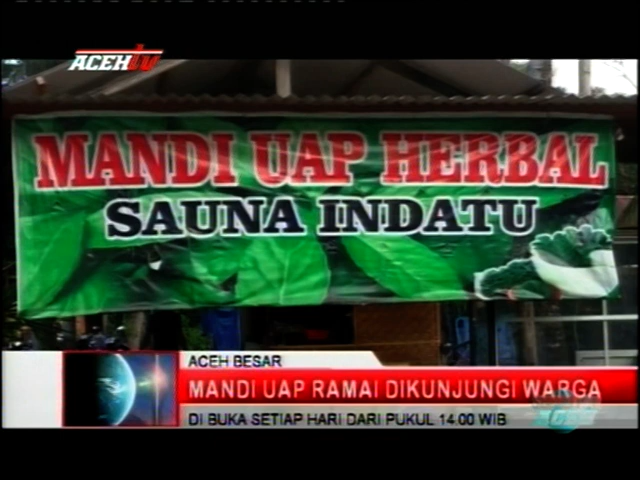 ACEHtv
MANDI UAP HERBAL
SAUNA INDATU
ACEH BESAR
MANDI UAP RAMAI DIKUNJUNGI WARGA
DI BUKA SETIAP HARI DARI PUKUL 14.00 WIB